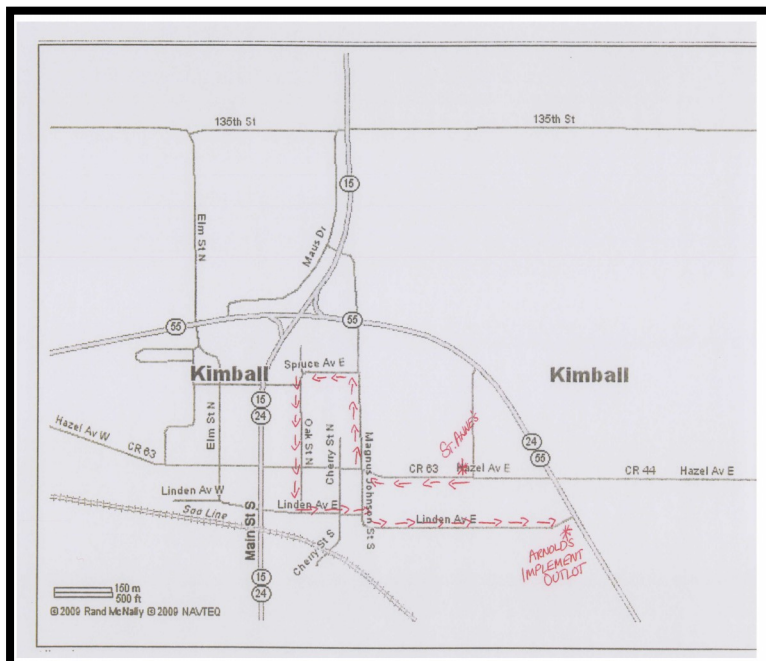 135th St
135th St
15
Elm St N
Maus Dr
55
55
Spruce Av E
Kimball
Kimball
15
24
Oak St N
Cherry St N
Elm St N
Hazel Av W
CR 63
Magnus Johnson St S
ST. ANNE'S
24
55
CR 63
Hazel Av E
CR 44
Hazel Av E
Linden Av W
Soo Line
Linden Av E
Linden Av E
Main St S
Cherry St S
ARNOLD'S
IMPLEMENT
OUTLOT
15
24
150 m
500 ft
© 2009 Rand McNally © 2009 NAVTEQ